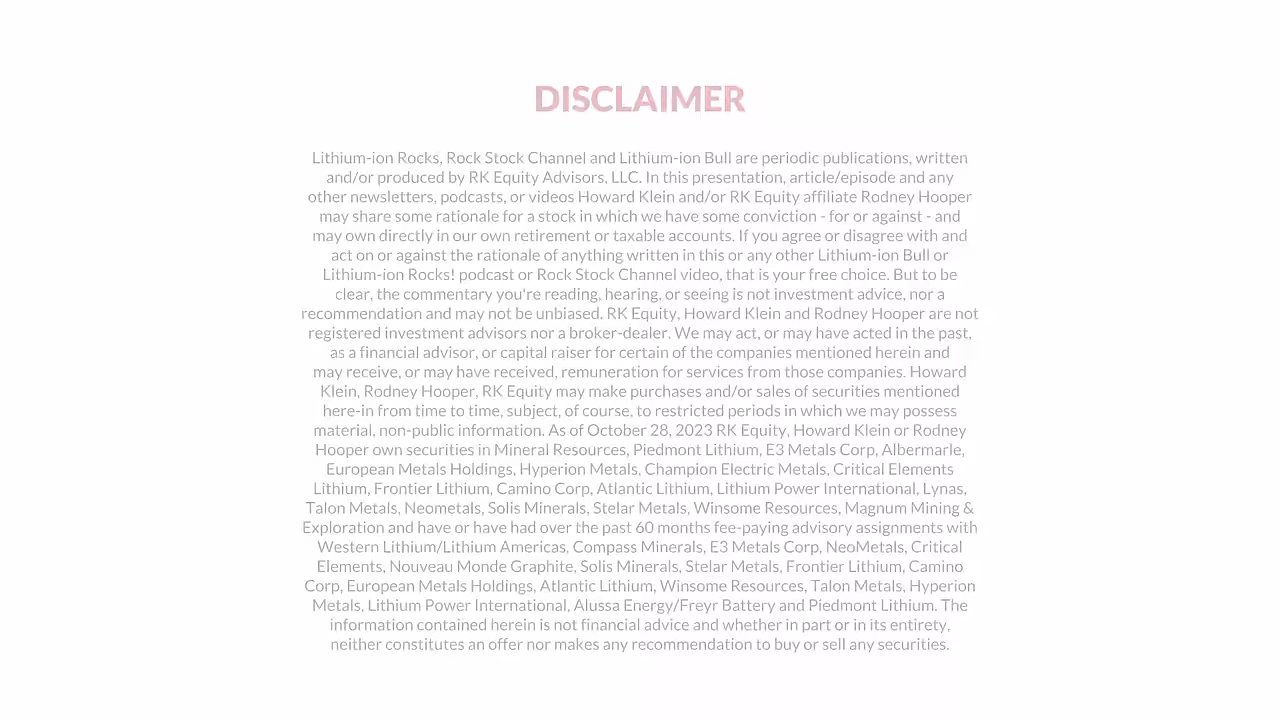 DISCLAIMER
Lithium-ion Rocks, Rock Stock Channel and Lithium-ion Bull are periodic publications, written
and/or produced by RK Equity Advisors, LLC. In this presentation, article/episode and any
other newsletters, podcasts, or videos Howard Klein and/or RK Equity affiliate Rodney Hooper
may share some rationale for a stock in which we have some conviction - for or against - and
may own directly in our own retirement or taxable accounts. If you agree or disagree with and
act on or against the rationale of anything written in this or any other Lithium-ion Bull or
Lithium-ion Rocks! podcast or Rock Stock Channel video, that is your free choice. But to be
clear, the commentary you're reading, hearing, or seeing is not investment advice, nor a
recommendation and may not be unbiased. RK Equity, Howard Klein and Rodney Hooper are not
registered investment advisors nor a broker-dealer. We may act, or may have acted in the past,
as a financial advisor, or capital raiser for certain of the companies mentioned herein and
may receive, or may have received, remuneration for services from those companies. Howard
Klein, Rodney Hooper, RK Equity may make purchases and/or sales of securities mentioned
here-in from time to time, subject, of course, to restricted periods in which we may possess
material, non-public information. As of October 28, 2023 RK Equity, Howard Klein or Rodney
Hooper own securities in Mineral Resources, Piedmont Lithium, E3 Metals Corp, Albermarle,
European Metals Holdings, Hyperion Metals, Champion Electric Metals, Critical Elements
Lithium, Frontier Lithium, Camino Corp, Atlantic Lithium, Lithium Power International, Lynas,
Talon Metals, Neometals, Solis Minerals, Stelar Metals, Winsome Resources, Magnum Mining &
Exploration and have or have had over the past 60 months fee-paying advisory assignments with
Western Lithium/Lithium Americas, Compass Minerals, E3 Metals Corp, NeoMetals, Critical
Elements, Nouveau Monde Graphite, Solis Minerals, Stelar Metals, Frontier Lithium, Camino
Corp, European Metals Holdings, Atlantic Lithium, Winsome Resources, Talon Metals, Hyperion
Metals, Lithium Power International, Alussa Energy/Freyr Battery and Piedmont Lithium. The
information contained herein is not financial advice and whether in part or in its entirety,
neither constitutes an offer nor makes any recommendation to buy or sell any securities.